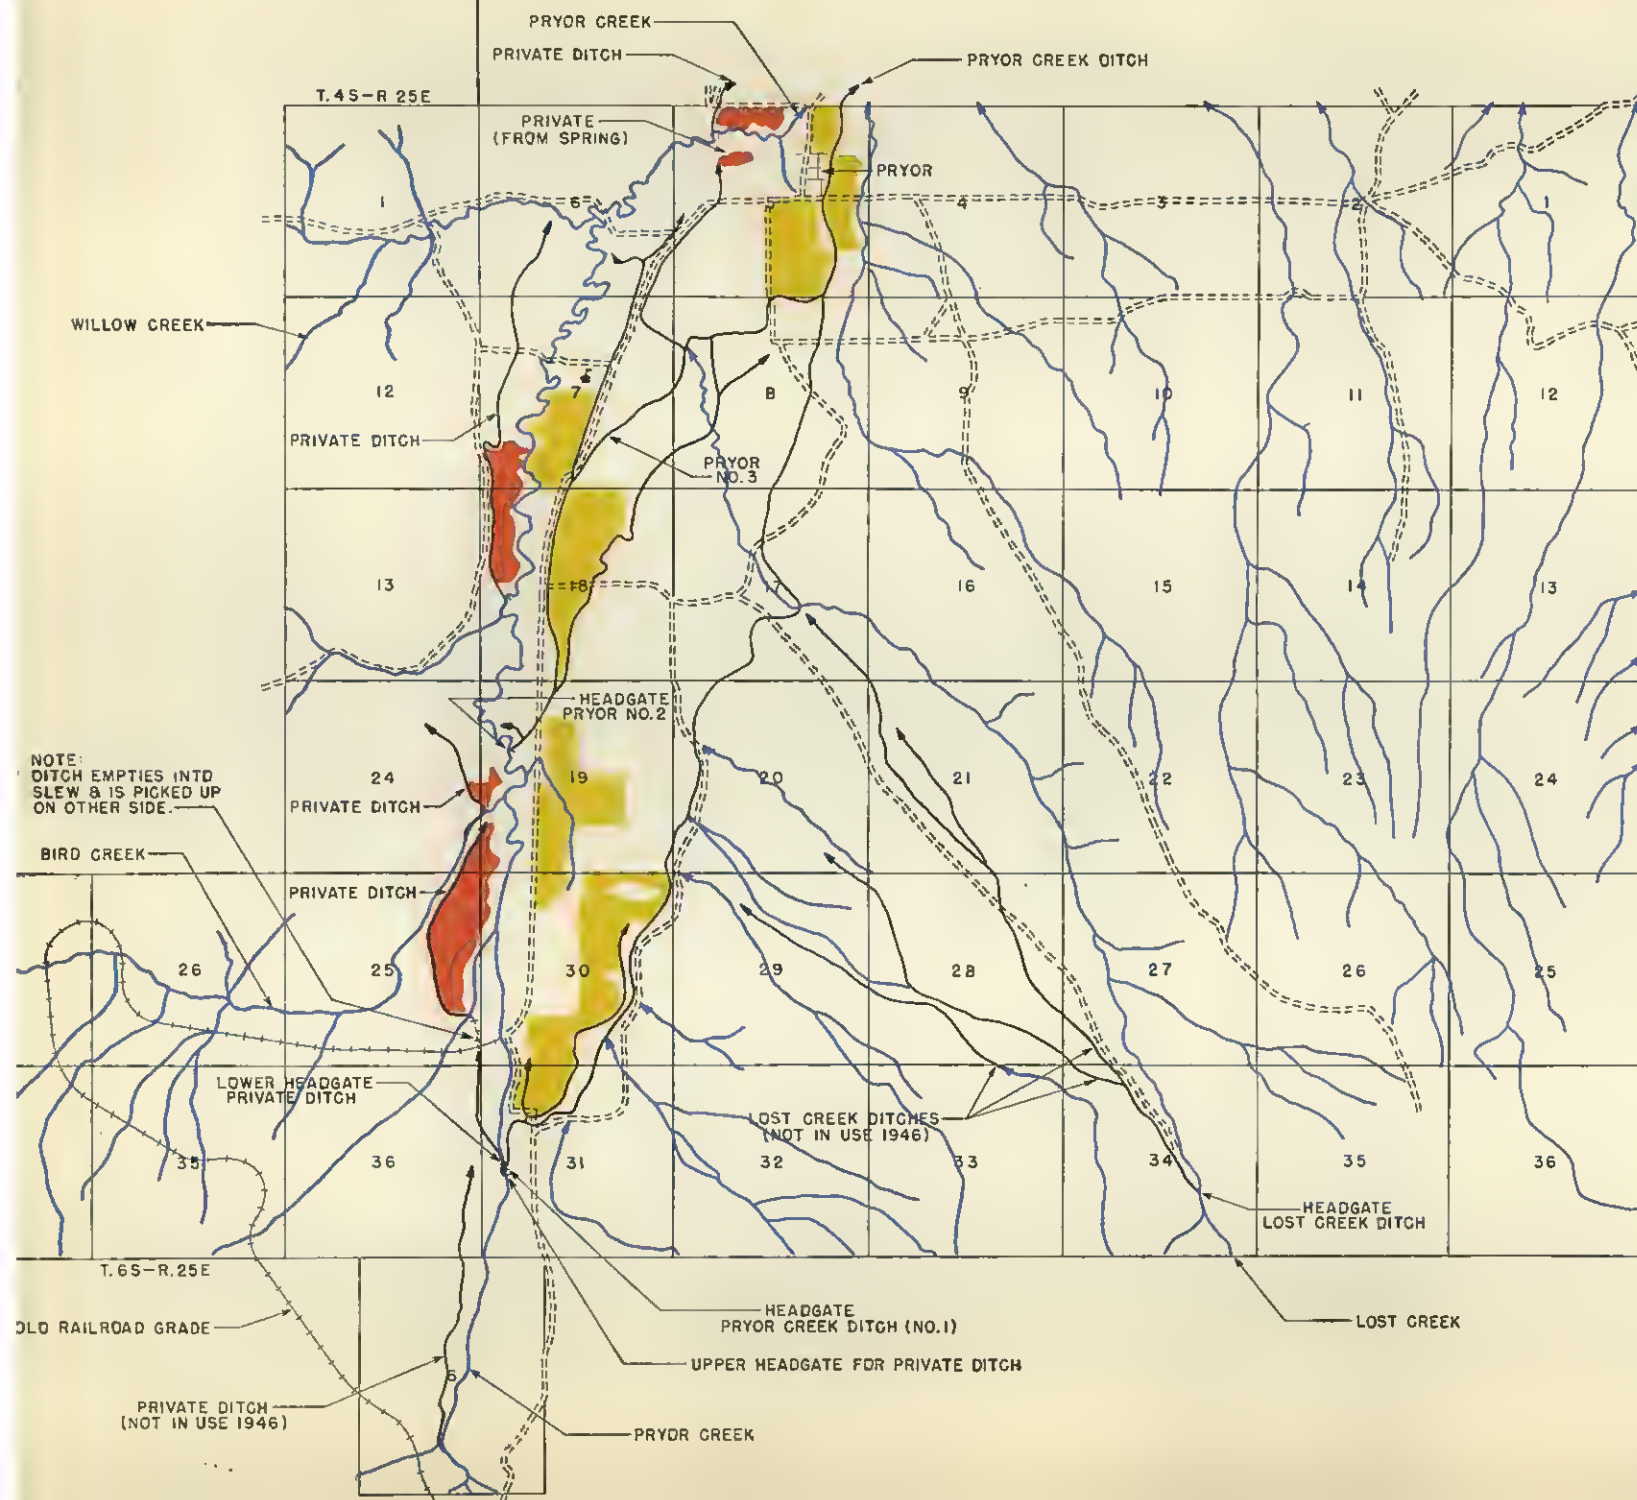 PRYOR CREEK
PRIVATE DITCH
PRYOR CREEK DITCH
T.4S-R 25E
PRIVATE
(FROM SPRING)
PRYOR
1
6
4
3
2
1
WILLOW CREEK
12
7
8
9
10
11
12
PRIVATE DITCH
PRYOR
NO.3
13
18
17
16
15
14
13
HEADGATE
PRYOR NO.2
NOTE:
DITCH EMPTIES INTO
SLEW & IS PICKED UP
ON OTHER SIDE.
24
19
20
21
22
23
24
PRIVATE DITCH
BIRD CREEK
PRIVATE DITCH
26
25
30
29
28
27
26
25
LOWER HEADGATE
PRIVATE DITCH
LOST CREEK DITCHES
(NOT IN USE 1946)
35
36
31
32
33
34
35
36
HEADGATE
LOST CREEK DITCH
T.6S-R.25E
HEADGATE
PRYOR CREEK DITCH (NO.1)
OLD RAILROAD GRADE
LOST CREEK
UPPER HEADGATE FOR PRIVATE DITCH
6
PRIVATE DITCH
(NOT IN USE 1946)
PRYOR CREEK